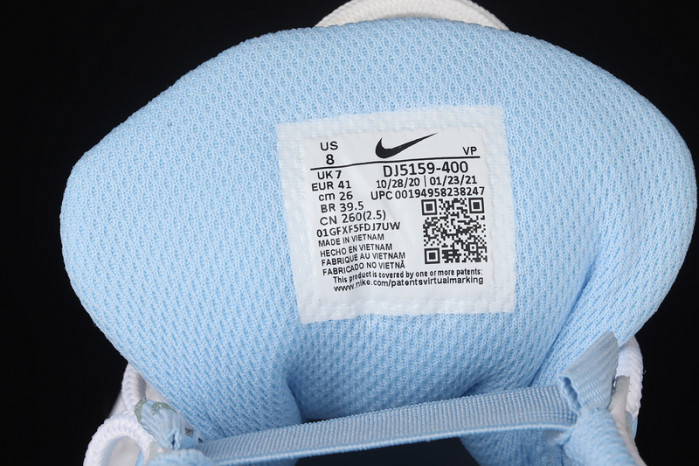 US
8
VP
UK 7
DJ5159-400
EUR 41
10/28/20 01/23/21
cm 26
UPC 00194958238247
BR 39.5
CN 260(2.5)
01GFXF5FDJ7UW
MADE IN VIETNAM
HECHO EN VIETNAM
FABRIQUE AU VIETNAM
FABRICADO NO VIETNÃ
This product is covered by one or more patents:
www.nike.com/patentsvirtualmarking